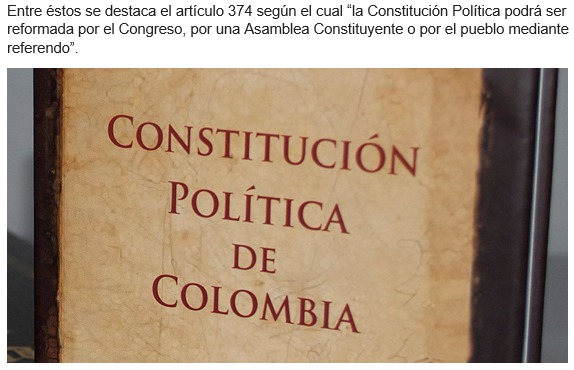 Entre éstos se destaca el artículo 374 según el cual “la Constitución Política podrá ser
reformada por el Congreso, por una Asamblea Constituyente o por el pueblo mediante
referendo”.
CONSTITUCIÓN
POLÍTICA
DE
COLOMBIA